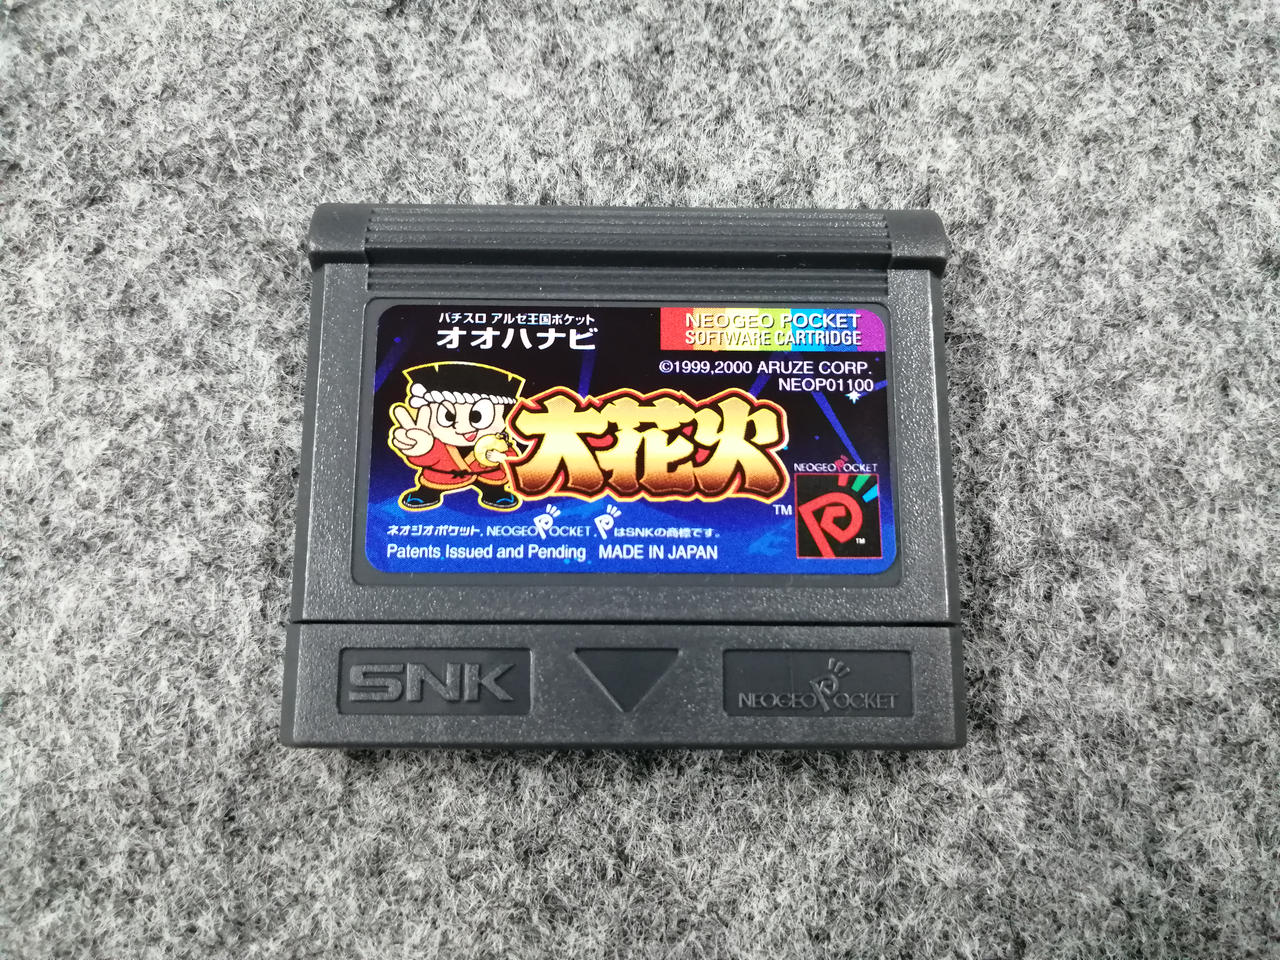 パチスロ アルゼ王国ポケット
オオハナビ
NEOGEO POCKET
SOFTWARE CARTRIDGE
©1999,2000 ARUZE CORP.
NEOP01100
大花火
NEOGEO POCKET
TM
TM
ネオジオポケット, NEOGEO POCKET, PはSNKの商標です。
Patents Issued and Pending MADE IN JAPAN
SNK
NEOGEO POCKET